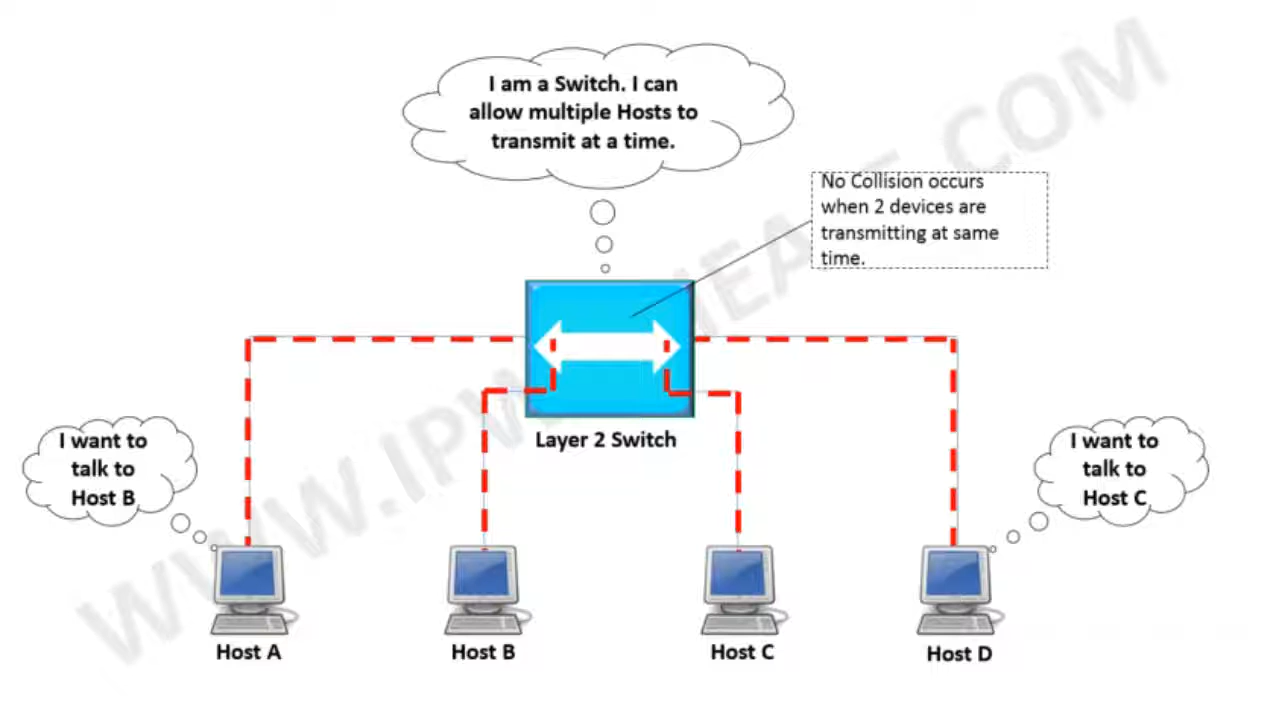 I am a Switch. I can
allow multiple Hosts to
transmit at a time.
No Collision occurs
when 2 devices are
transmitting at same
time.
Layer 2 Switch
I want to
talk to
Host B
I want to
talk to
Host C
Host A
Host B
Host C
Host D